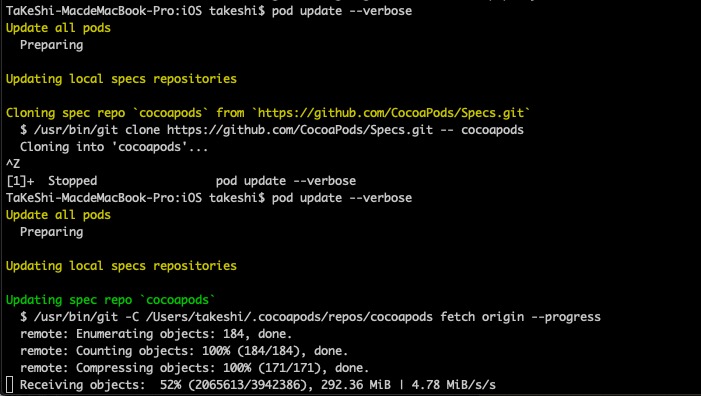 TaKeShi-MacdeMacBook-Pro:iOS takeshi$ pod update --verbose
Update all pods
  Preparing

Updating local specs repositories

Cloning spec repo `cocoapods` from `https://github.com/CocoaPods/Specs.git`
  $ /usr/bin/git clone https://github.com/CocoaPods/Specs.git -- cocoapods
  Cloning into 'cocoapods'...
^Z
[1]+  Stopped                 pod update --verbose
TaKeShi-MacdeMacBook-Pro:iOS takeshi$ pod update --verbose
Update all pods
  Preparing

Updating local specs repositories

Updating spec repo `cocoapods`
  $ /usr/bin/git -C /Users/takeshi/.cocoapods/repos/cocoapods fetch origin --progress
  remote: Enumerating objects: 184, done.
  remote: Counting objects: 100% (184/184), done.
  remote: Compressing objects: 100% (171/171), done.
  Receiving objects:  52% (2065613/3942386), 292.36 MiB | 4.78 MiB/s/s